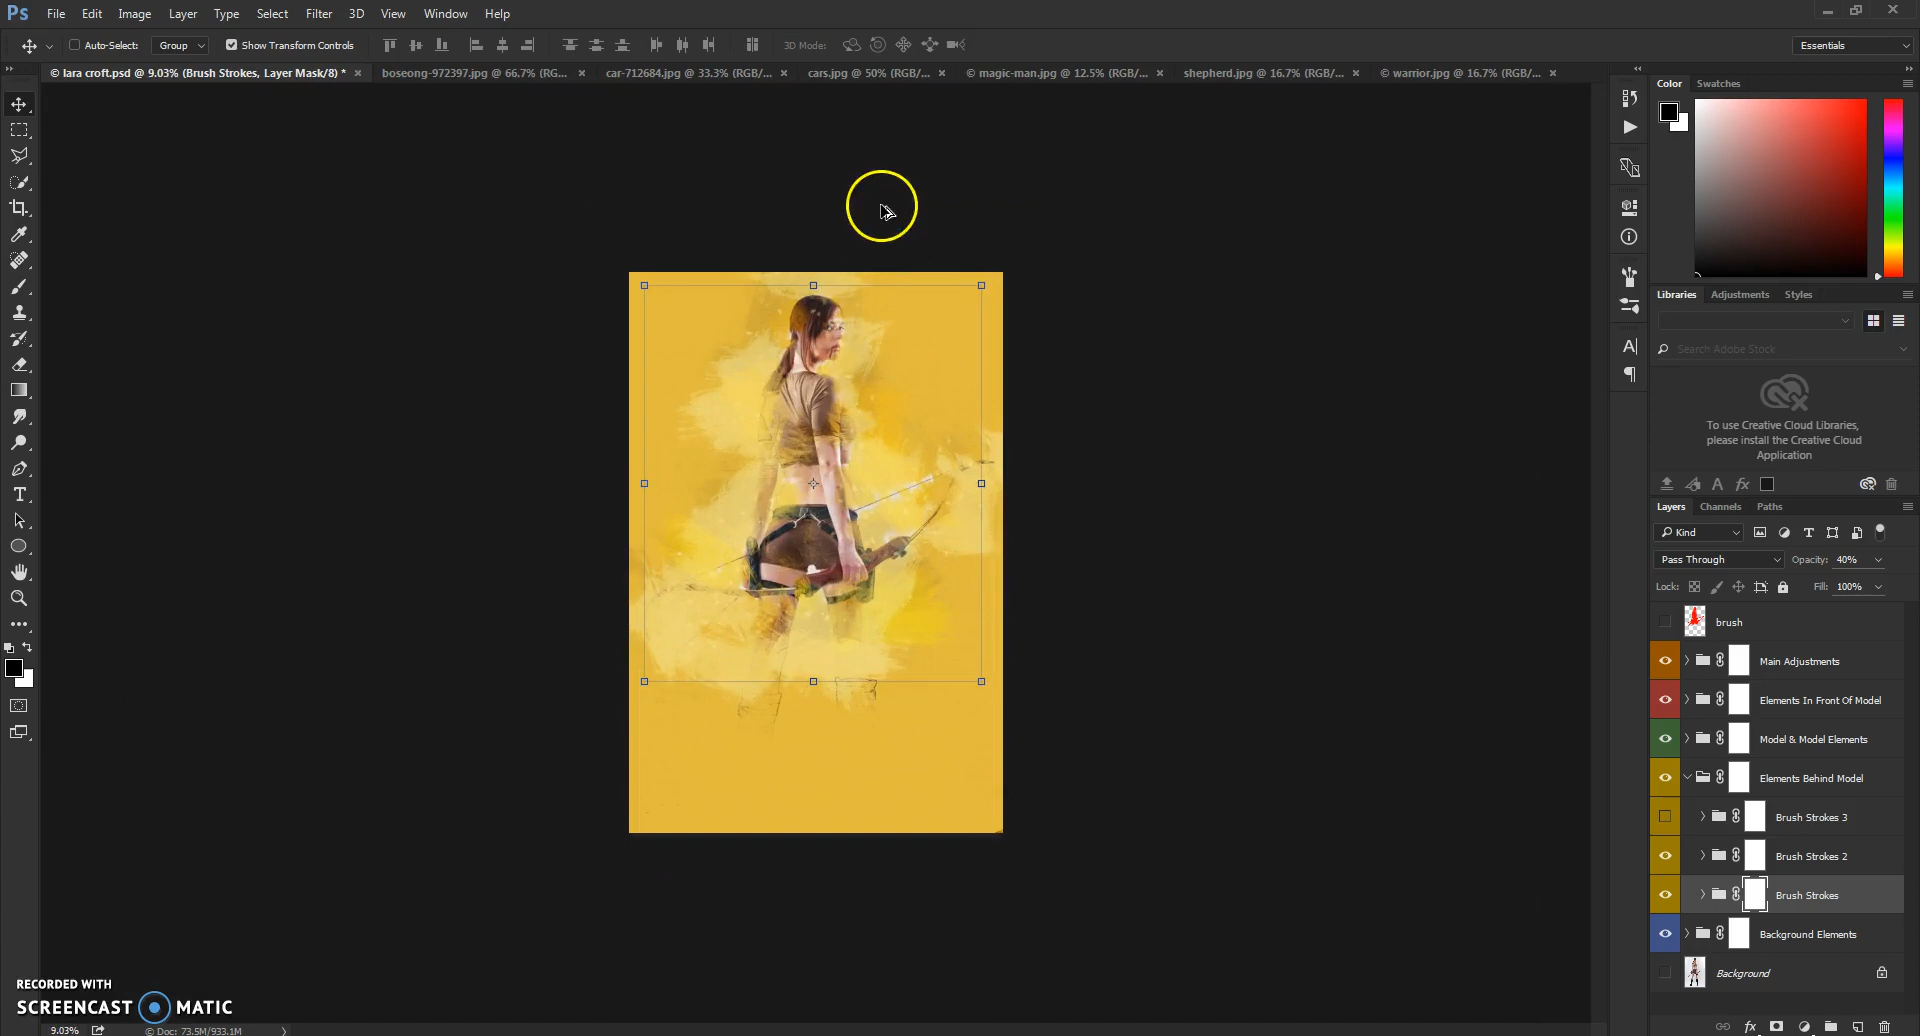 Ps File Edit Image Layer Type Select Filter 3D View Window Help
Auto-Select: Group Show Transform Controls 3D Mode: Essentials
© lara croft.psd @ 9.03% (Brush Strokes, Layer Mask/8) * × boseong-972397.jpg @ 66.7% (RG... × car-712684.jpg @ 33.3% (RGB/... × cars.jpg @ 50% (RGB/... × © magic-man.jpg @ 12.5% (RGB/... × shepherd.jpg @ 16.7% (RGB/... × © warrior.jpg @ 16.7% (RGB/... ×
Color Swatches
Libraries Adjustments Styles
Search Adobe Stock
To use Creative Cloud Libraries,
please install the Creative Cloud
Application
Layers Channels Paths
Kind
Pass Through Opacity: 40%
Lock: Fill: 100%
brush
Main Adjustments
Elements In Front Of Model
Model & Model Elements
Elements Behind Model
Brush Strokes 3
Brush Strokes 2
Brush Strokes
Background Elements
Background
RECORDED WITH
SCREENCAST MATIC
9.03% © Doc: 73.5M/933.1M